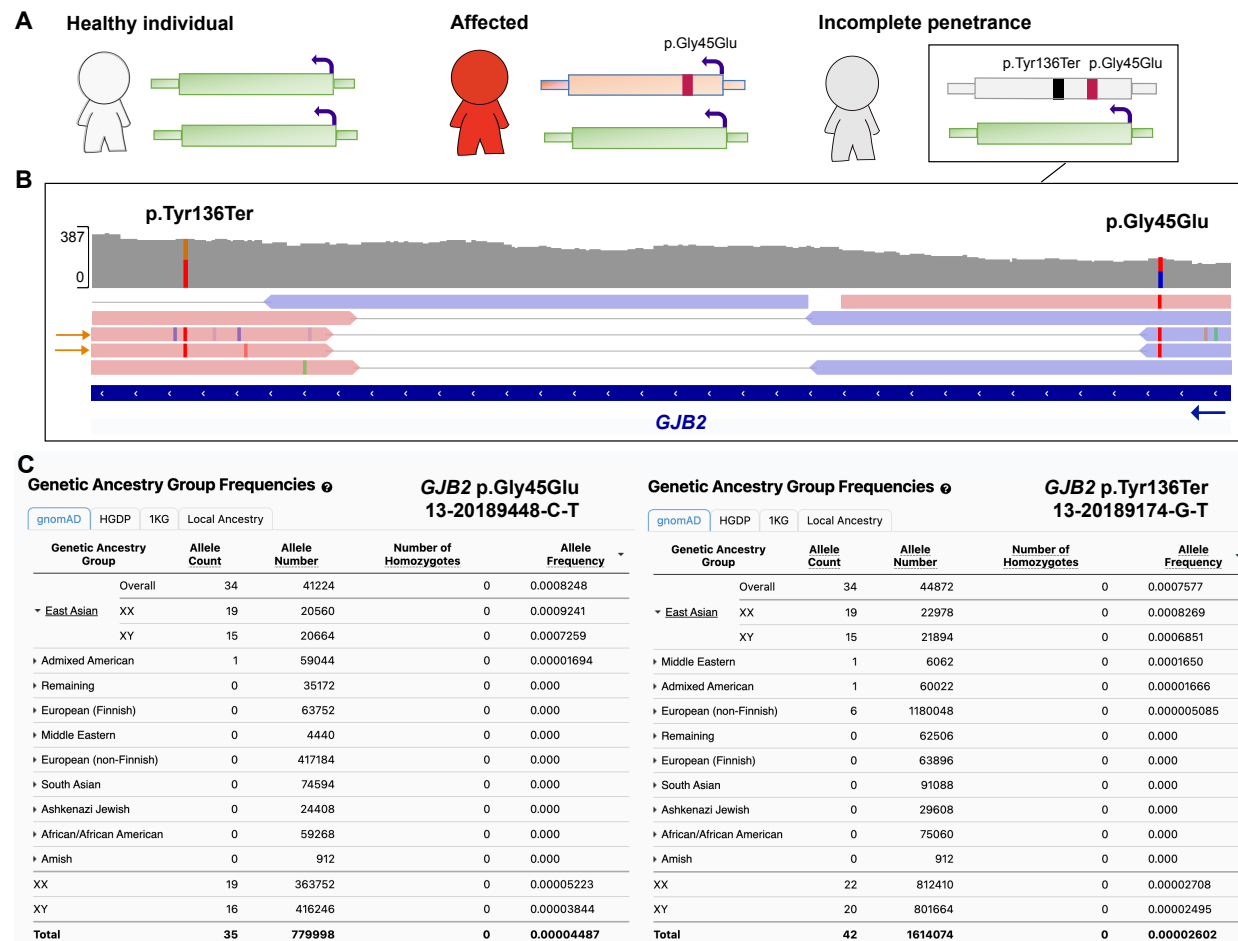 A
Healthy individual
Affected
Incomplete penetrance
p.Gly45Glu
p.Tyr136Ter p.Gly45Glu
B
p.Tyr136Ter
p.Gly45Glu
387
0
GJB2
C
Genetic Ancestry Group Frequencies ?
GJB2 p.Gly45Glu
13-20189448-C-T
gnomAD HGDP 1KG Local Ancestry
Genetic Ancestry Group Allele Count Allele Number Number of Homozygotes Allele Frequency
Overall 34 41224 0 0.0008248
East Asian XX 19 20560 0 0.0009241
XY 15 20664 0 0.0007259
Admixed American 1 59044 0 0.00001694
Remaining 0 35172 0 0.000
European (Finnish) 0 63752 0 0.000
Middle Eastern 0 4440 0 0.000
European (non-Finnish) 0 417184 0 0.000
South Asian 0 74594 0 0.000
Ashkenazi Jewish 0 24408 0 0.000
African/African American 0 59268 0 0.000
Amish 0 912 0 0.000
XX 19 363752 0 0.00005223
XY 16 416246 0 0.00003844
Total 35 779998 0 0.00004487
Genetic Ancestry Group Frequencies ?
GJB2 p.Tyr136Ter
13-20189174-G-T
gnomAD HGDP 1KG Local Ancestry
Genetic Ancestry Group Allele Count Allele Number Number of Homozygotes Allele Frequency
Overall 34 44872 0 0.0007577
East Asian XX 19 22978 0 0.0008269
XY 15 21894 0 0.0006851
Middle Eastern 1 6062 0 0.0001650
Admixed American 1 60022 0 0.00001666
European (non-Finnish) 6 1180048 0 0.000005085
Remaining 0 62506 0 0.000
European (Finnish) 0 63896 0 0.000
South Asian 0 91088 0 0.000
Ashkenazi Jewish 0 29608 0 0.000
African/African American 0 75060 0 0.000
Amish 0 912 0 0.000
XX 22 812410 0 0.00002708
XY 20 801664 0 0.00002495
Total 42 1614074 0 0.00002602